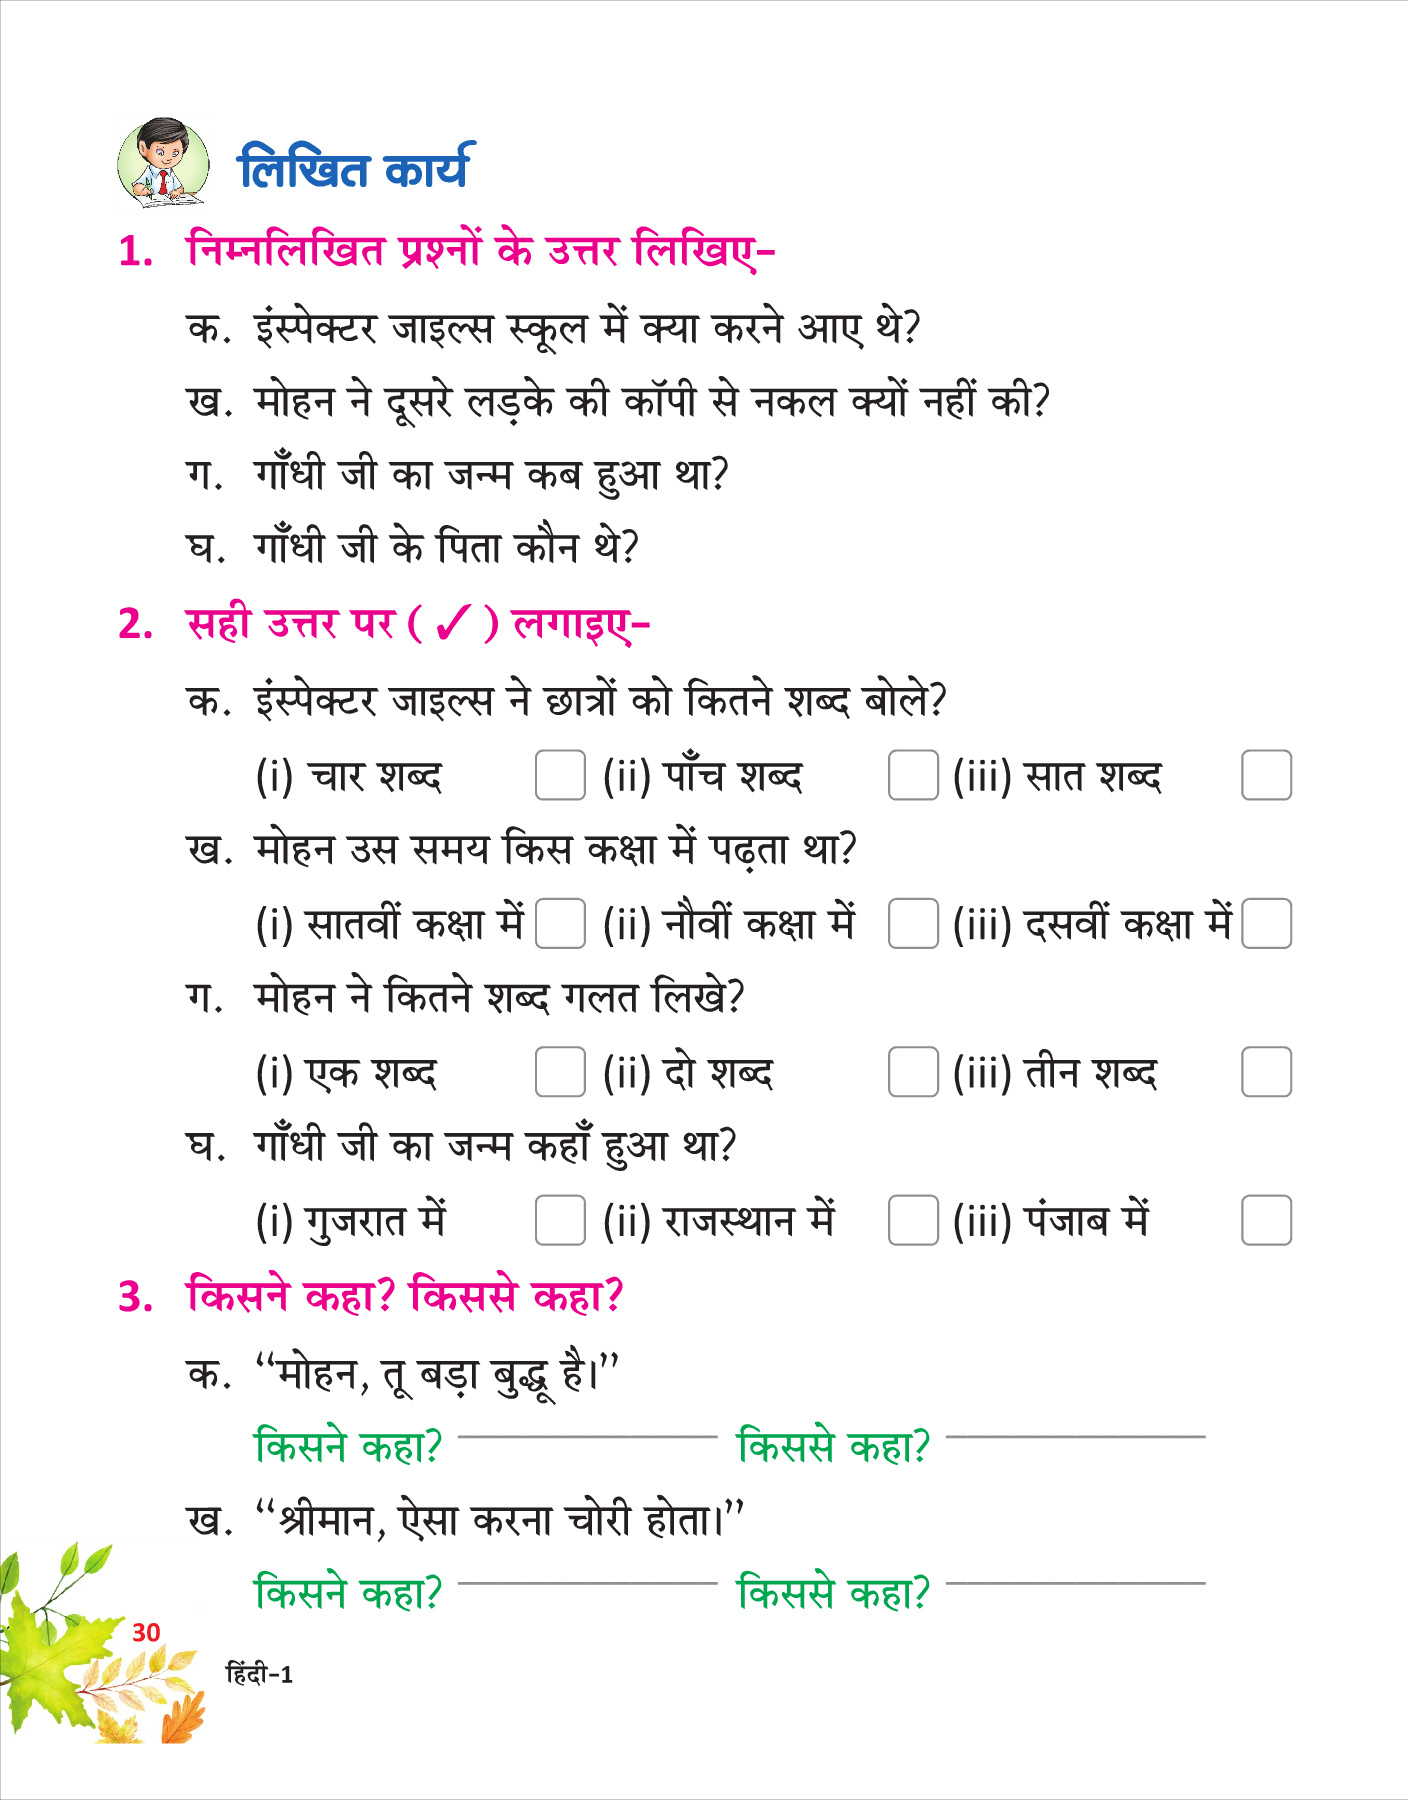 लिखित कार्य
1. निम्नलिखित प्रश्नों के उत्तर लिखिए-
क. इंस्पेक्टर जाइल्स स्कूल में क्या करने आए थे?
ख. मोहन ने दूसरे लड़के की कॉपी से नकल क्यों नहीं की?
ग. गाँधी जी का जन्म कब हुआ था?
घ. गाँधी जी के पिता कौन थे?
2. सही उत्तर पर ( ✓ ) लगाइए-
क. इंस्पेक्टर जाइल्स ने छात्रों को कितने शब्द बोले?
(i) चार शब्द (ii) पाँच शब्द (iii) सात शब्द
ख. मोहन उस समय किस कक्षा में पढ़ता था?
(i) सातवीं कक्षा में (ii) नौवीं कक्षा में (iii) दसवीं कक्षा में
ग. मोहन ने कितने शब्द गलत लिखे?
(i) एक शब्द (ii) दो शब्द (iii) तीन शब्द
घ. गाँधी जी का जन्म कहाँ हुआ था?
(i) गुजरात में (ii) राजस्थान में (iii) पंजाब में
3. किसने कहा? किससे कहा?
क. “मोहन, तू बड़ा बुद्धू है।”
किसने कहा? किससे कहा?
ख. “श्रीमान, ऐसा करना चोरी होता।”
किसने कहा? किससे कहा?
30
हिंदी-1